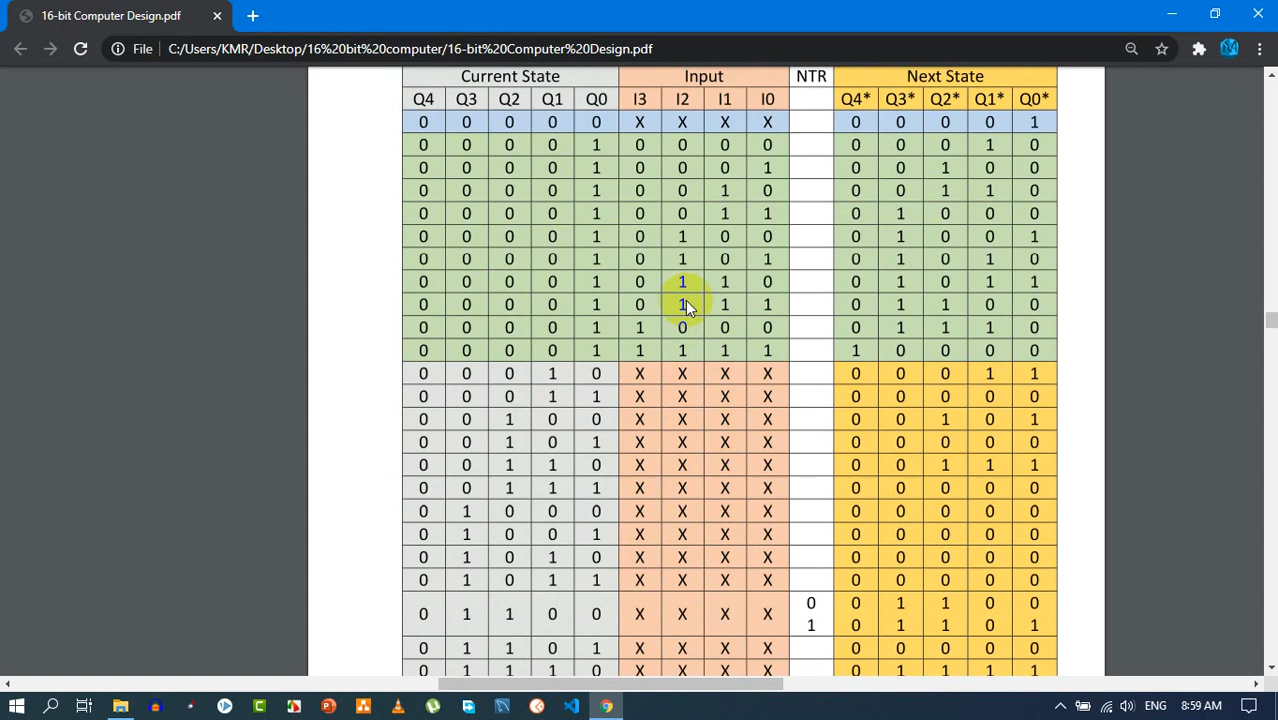 16-bit Computer Design.pdf
File C:/Users/KMR/Desktop/16%20bit%20computer/16-bit%20Computer%20Design.pdf
Current State Input NTR Next State
Q4 Q3 Q2 Q1 Q0 I3 I2 I1 I0 Q4* Q3* Q2* Q1* Q0*
0 0 0 0 0 X X X X 0 0 0 0 1
0 0 0 0 1 0 0 0 0 0 0 0 1 0
0 0 0 0 1 0 0 0 1 0 0 1 0 0
0 0 0 0 1 0 0 1 0 0 0 1 1 0
0 0 0 0 1 0 0 1 1 0 1 0 0 0
0 0 0 0 1 0 1 0 0 0 1 0 0 1
0 0 0 0 1 0 1 0 1 0 1 0 1 0
0 0 0 0 1 0 1 1 0 0 1 0 1 1
0 0 0 0 1 0 1 1 1 0 1 1 0 0
0 0 0 0 1 1 0 0 0 0 1 1 1 0
0 0 0 0 1 1 1 1 1 1 0 0 0 0
0 0 0 1 0 X X X X 0 0 0 1 1
0 0 0 1 1 X X X X 0 0 0 0 0
0 0 1 0 0 X X X X 0 0 1 0 1
0 0 1 0 1 X X X X 0 0 0 0 0
0 0 1 1 0 X X X X 0 0 1 1 1
0 0 1 1 1 X X X X 0 0 0 0 0
0 1 0 0 0 X X X X 0 0 0 0 0
0 1 0 0 1 X X X X 0 0 0 0 0
0 1 0 1 0 X X X X 0 0 0 0 0
0 1 0 1 1 X X X X 0 0 0 0 0
0 0 1 1 0 0
0 1 1 0 0 X X X X
1 0 1 1 0 1
0 1 1 0 1 X X X X 0 0 0 0 0
0 1 1 1 0 X X X X 0 1 1 1 1
ENG 8:59 AM